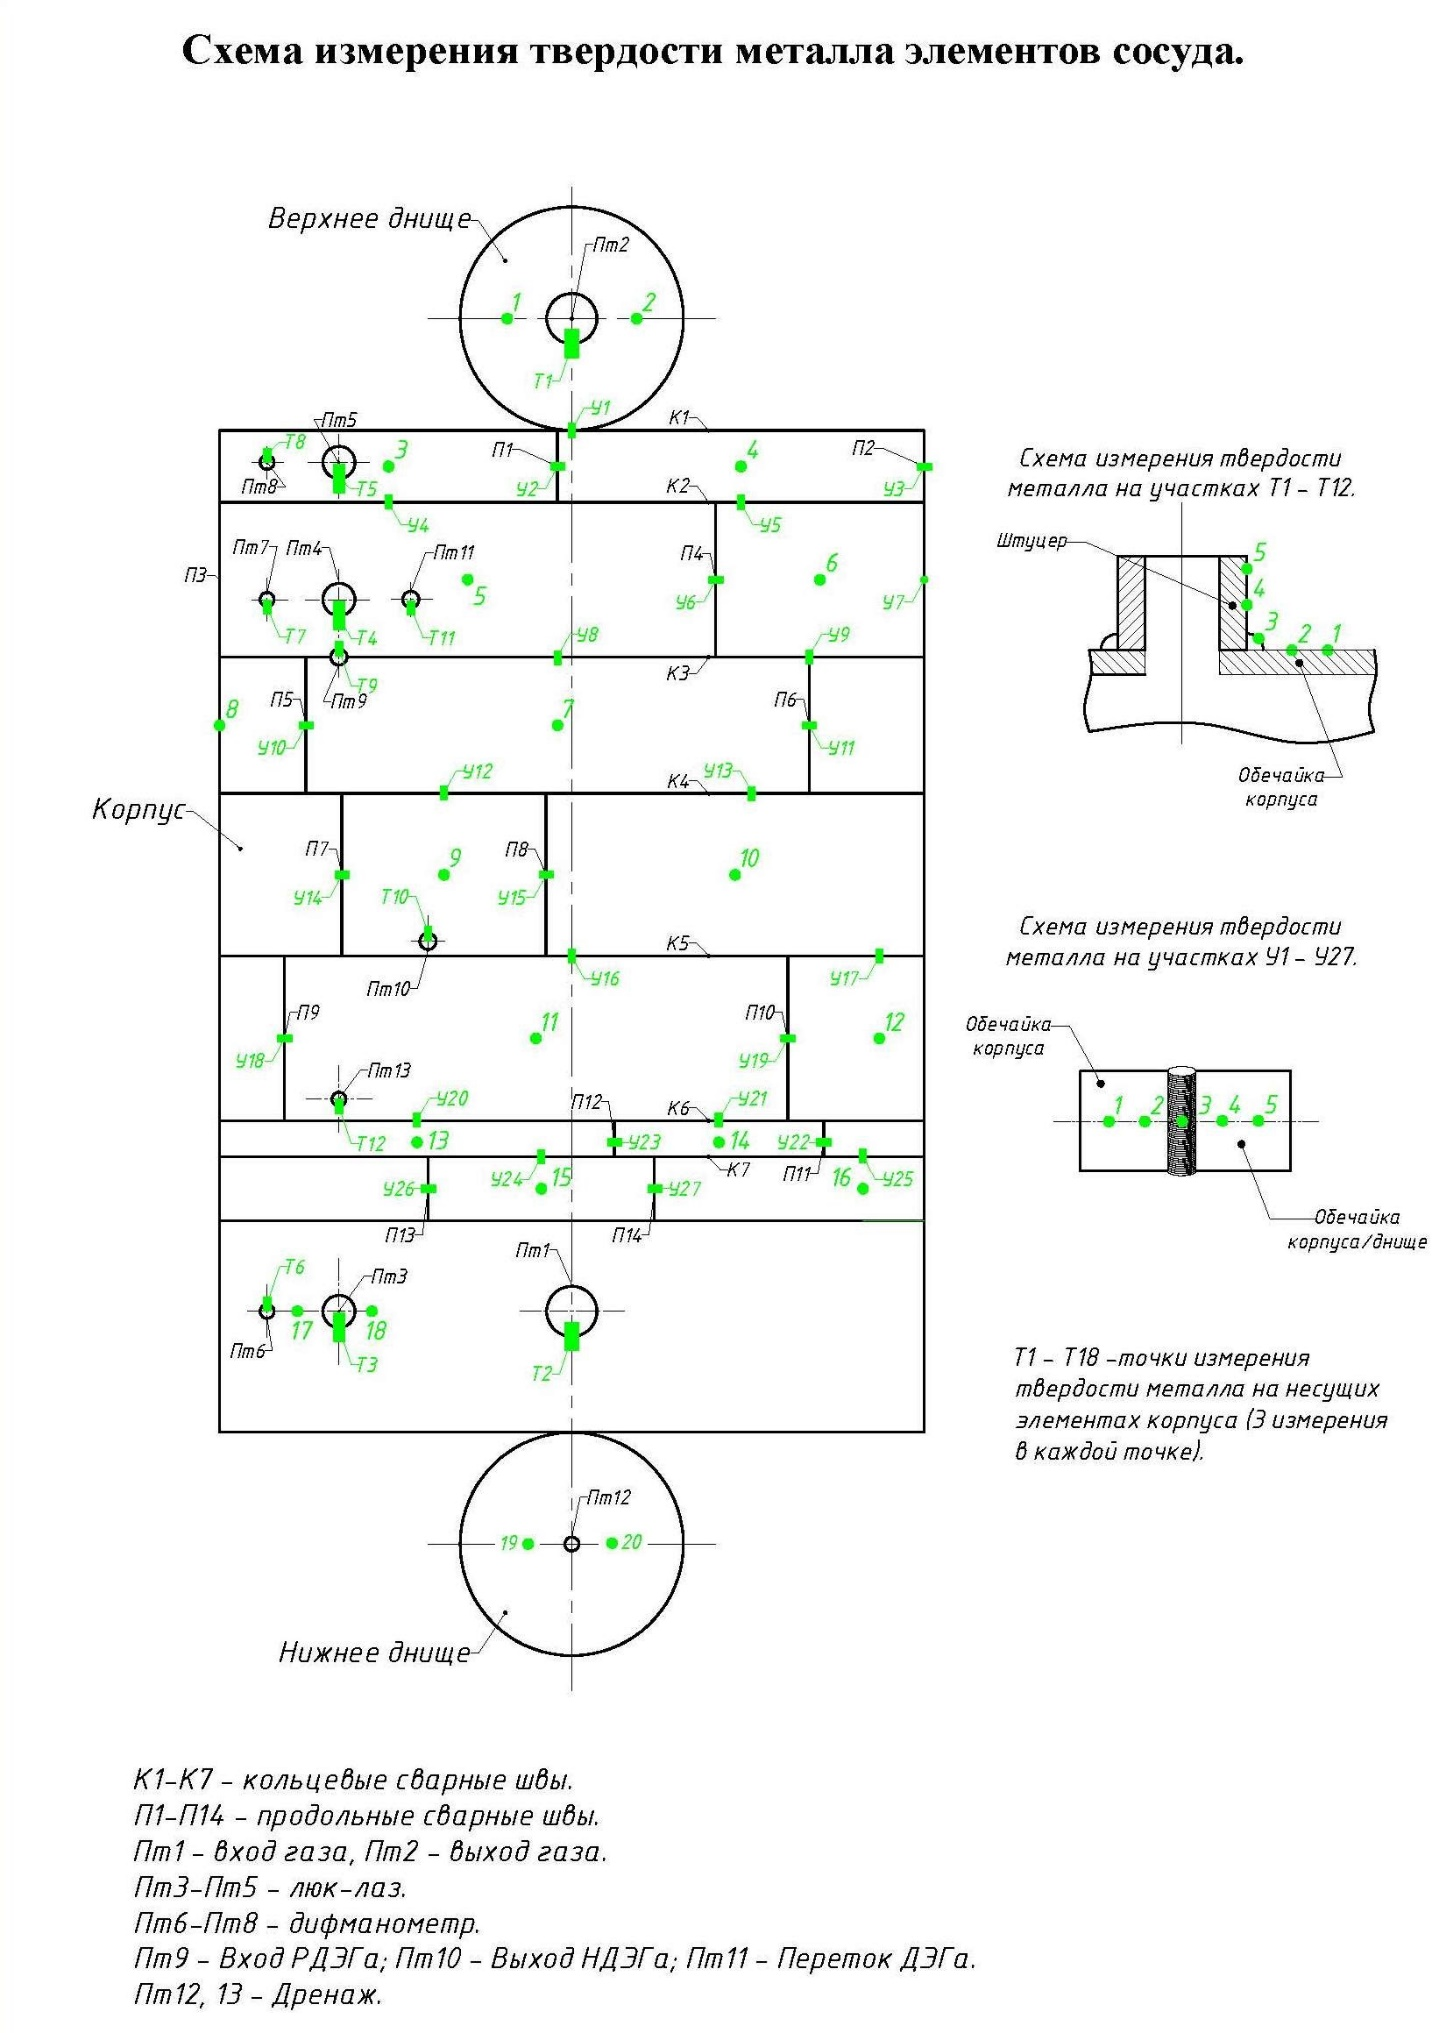 Схема измерения твердости металла элементов сосуда.
Верхнее днище
Пт2
1
2
Т1
У1
К1
Пт5
Т8
3
П1
4
П2
Пт8
Т5
У2
К2
У3
У4
У5
Пт7
Пт4
Пт11
П4
6
П3
5
У6
У7
Т7
Т4
Т11
У8
У9
К3
Т9
Пт9
8
П5
7
П6
У10
У11
У12
К4
У13
Корпус
П7
9
П8
10
У14
Т10
У15
К5
Пт10
У16
У17
П9
11
П10
12
У18
У19
Пт13
У20
П12
К6
У21
Т12
13
У23
14
У22
К7
П11
У24
15
16
У25
У26
У27
П13
П14
Пт1
Т6
Пт3
17
18
Пт6
Т3
Т2
Пт12
19
20
Нижнее днище
Схема измерения твердости
металла на участках Т1 - Т12.
Штуцер
5
4
3
2
1
Обечайка
корпуса
Схема измерения твердости
металла на участках У1 - У27.
Обечайка
корпуса
1
2
3
4
5
Обечайка
корпуса/днище
Т1 - Т18 -точки измерения
твердости металла на несущих
элементах корпуса (3 измерения
в каждой точке).
К1-К7 - кольцевые сварные швы.
П1-П14 - продольные сварные швы.
Пт1 - вход газа, Пт2 - выход газа.
Пт3-Пт5 - люк-лаз.
Пт6-Пт8 - дифманометр.
Пт9 - Вход РДЭГа; Пт10 - Выход НДЭГа; Пт11 - Переток ДЭГа.
Пт12, 13 - Дренаж.